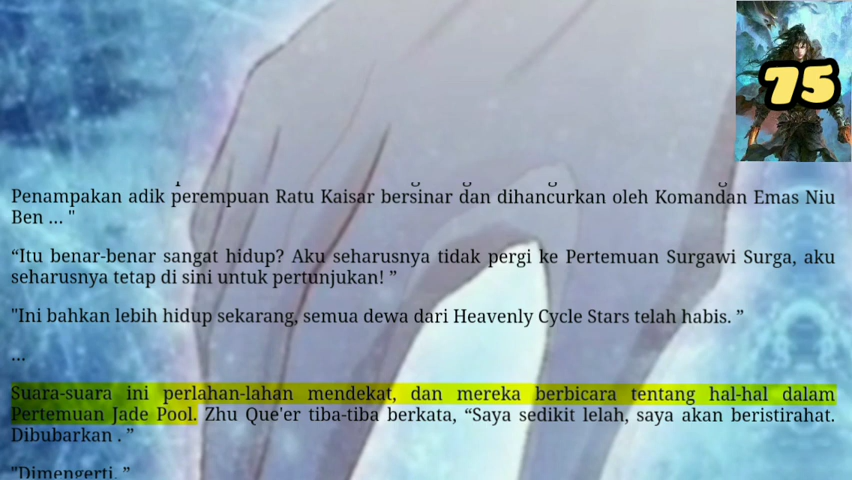 75
Penampakan adik perempuan Ratu Kaisar bersinar dan dihancurkan oleh Komandan Emas Niu
Ben ... "
“Itu benar-benar sangat hidup? Aku seharusnya tidak pergi ke Pertemuan Surgawi Surga, aku
seharusnya tetap di sini untuk pertunjukan! ”
"Ini bahkan lebih hidup sekarang, semua dewa dari Heavenly Cycle Stars telah habis. ”
...
Suara-suara ini perlahan-lahan mendekat, dan mereka berbicara tentang hal-hal dalam
Pertemuan Jade Pool. Zhu Que'er tiba-tiba berkata, “Saya sedikit lelah, saya akan beristirahat.
Dibubarkan . ”
"Dimengerti. ”